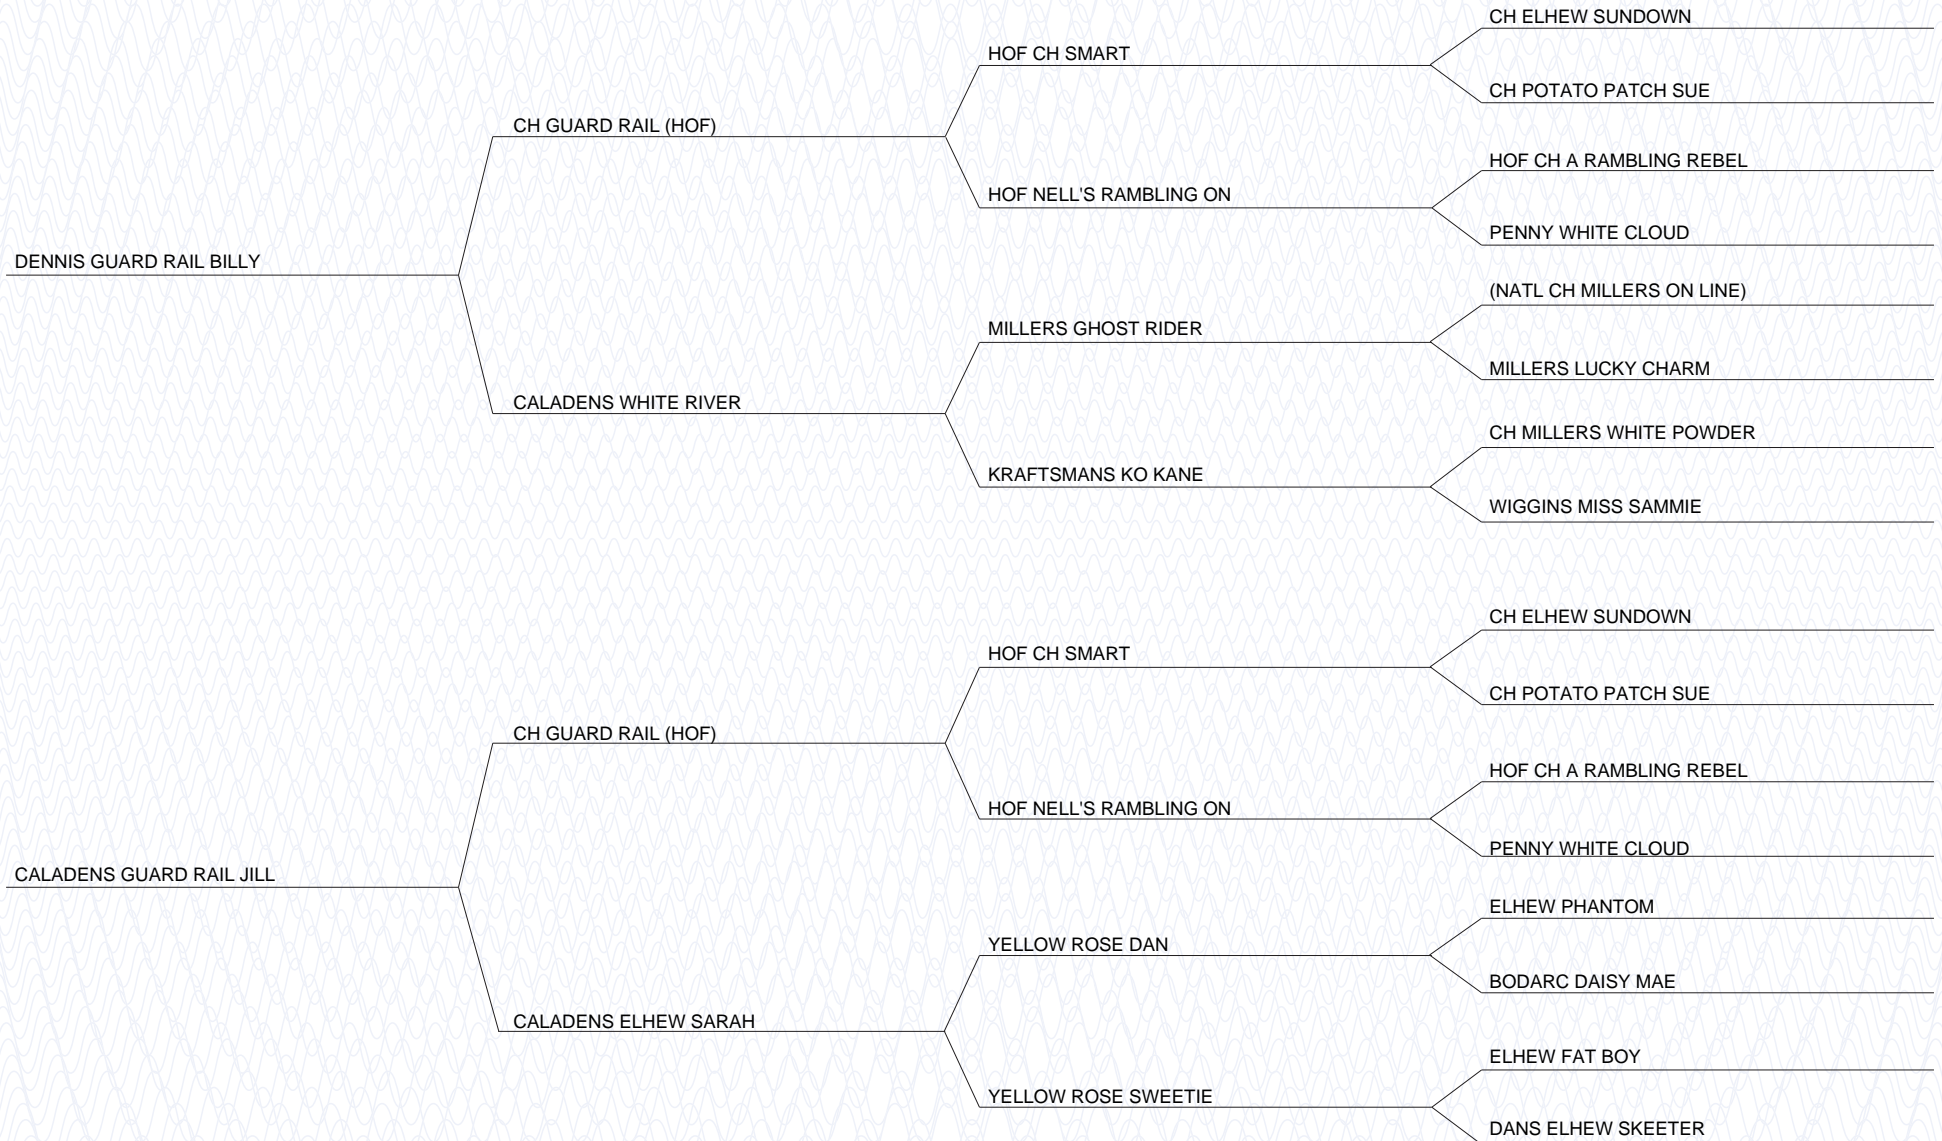 CH ELHEW SUNDOWN
HOF CH SMART
CH POTATO PATCH SUE
CH GUARD RAIL (HOF)
HOF CH A RAMBLING REBEL
HOF NELL'S RAMBLING ON
PENNY WHITE CLOUD
DENNIS GUARD RAIL BILLY
(NATL CH MILLERS ON LINE)
MILLERS GHOST RIDER
MILLERS LUCKY CHARM
CALADENS WHITE RIVER
CH MILLERS WHITE POWDER
KRAFTSMANS KO KANE
WIGGINS MISS SAMMIE
CH ELHEW SUNDOWN
HOF CH SMART
CH POTATO PATCH SUE
CH GUARD RAIL (HOF)
HOF CH A RAMBLING REBEL
HOF NELL'S RAMBLING ON
PENNY WHITE CLOUD
CALADENS GUARD RAIL JILL
ELHEW PHANTOM
YELLOW ROSE DAN
BODARC DAISY MAE
CALADENS ELHEW SARAH
ELHEW FAT BOY
YELLOW ROSE SWEETIE
DANS ELHEW SKEETER